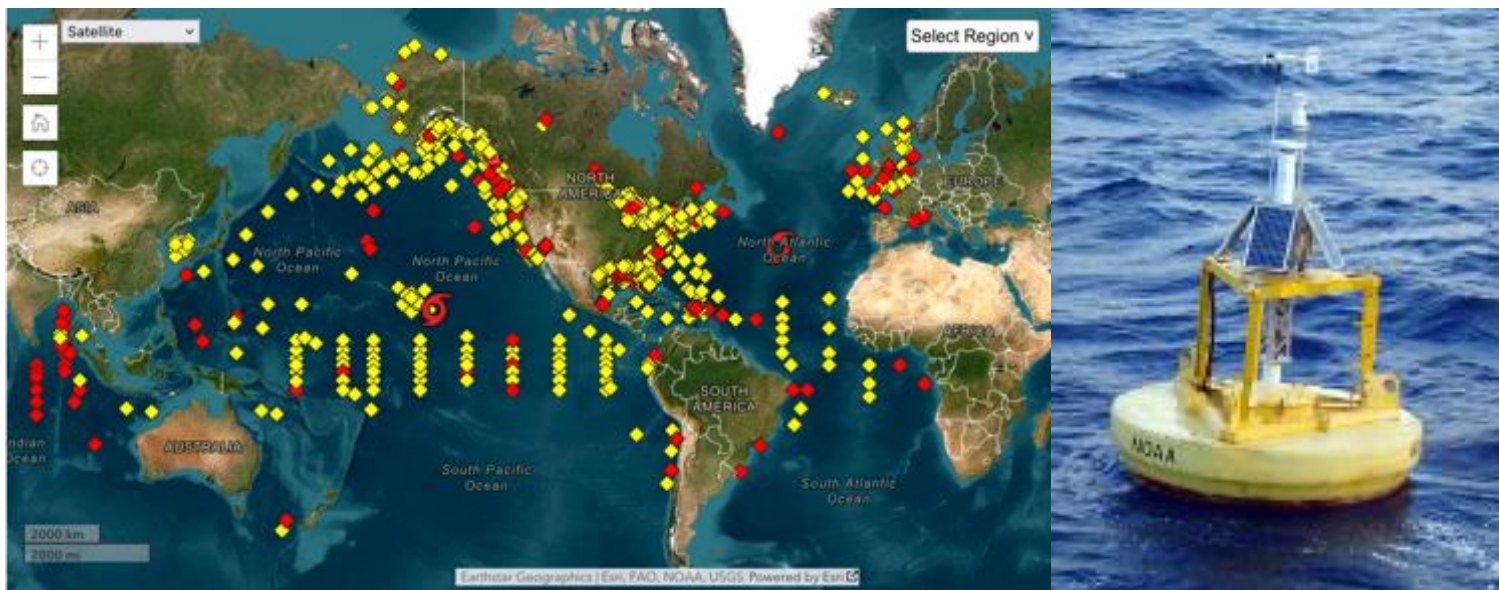 Satellite
Select Region v
+
−
ASIA
NORTH
AMERICA
EUROPE
North Pacific
Ocean
North Pacific
Ocean
North Atlantic
Ocean
AFRICA
SOUTH
AMERICA
AUSTRALIA
Indian
Ocean
South Pacific
Ocean
South Atlantic
Ocean
2000 km
2000 mi
Earthstar Geographics | Esri, FAO, NOAA, USGS Powered by Esri
NOAA